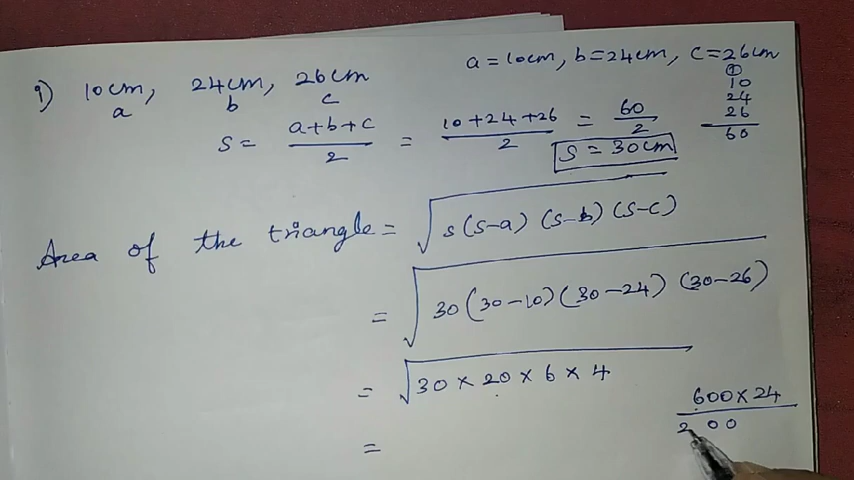 i) 10cm, 24cm, 26cm
a b c
a = 10cm, b = 24cm, c = 26cm
①
10
24
26
60
s = a+b+c / 2 = 10+24+26 / 2 = 60 / 2
s = 30cm
Area of the triangle = √s(s-a) (s-b) (s-c)
= √30(30-10)(30-24) (30-26)
= √30 × 20 × 6 × 4
600 × 24
2 00
=